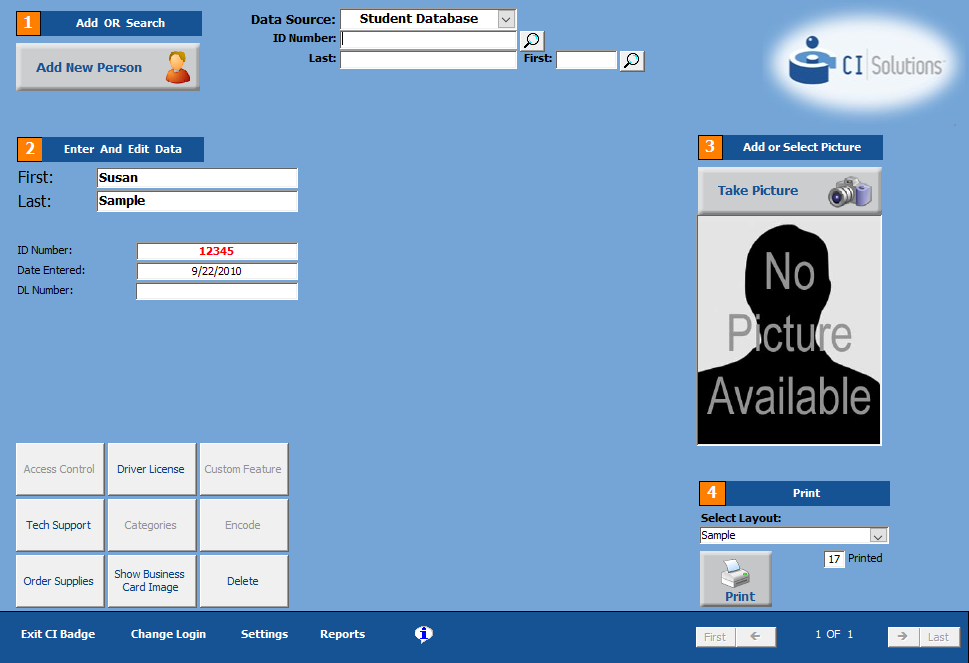 1 Add OR Search
Add New Person
Data Source: Student Database
ID Number:
Last: First:
CI Solutions
2 Enter And Edit Data
First: Susan
Last: Sample
ID Number: 12345
Date Entered: 9/22/2010
DL Number:
3 Add or Select Picture
Take Picture
No
Picture
Available
Access Control Driver License Custom Feature
Tech Support Categories Encode
Order Supplies Show Business Card Image Delete
4 Print
Select Layout:
Sample
17 Printed
Print
Exit CI Badge Change Login Settings Reports First 1 OF 1 Last